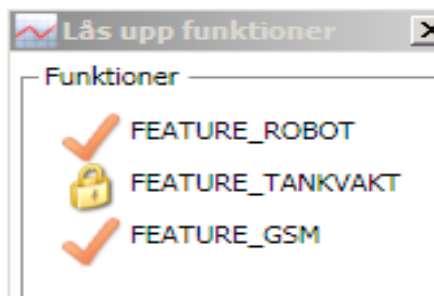 Lås upp funktioner
Funktioner
FEATURE_ROBOT
FEATURE_TANKVAKT
FEATURE_GSM